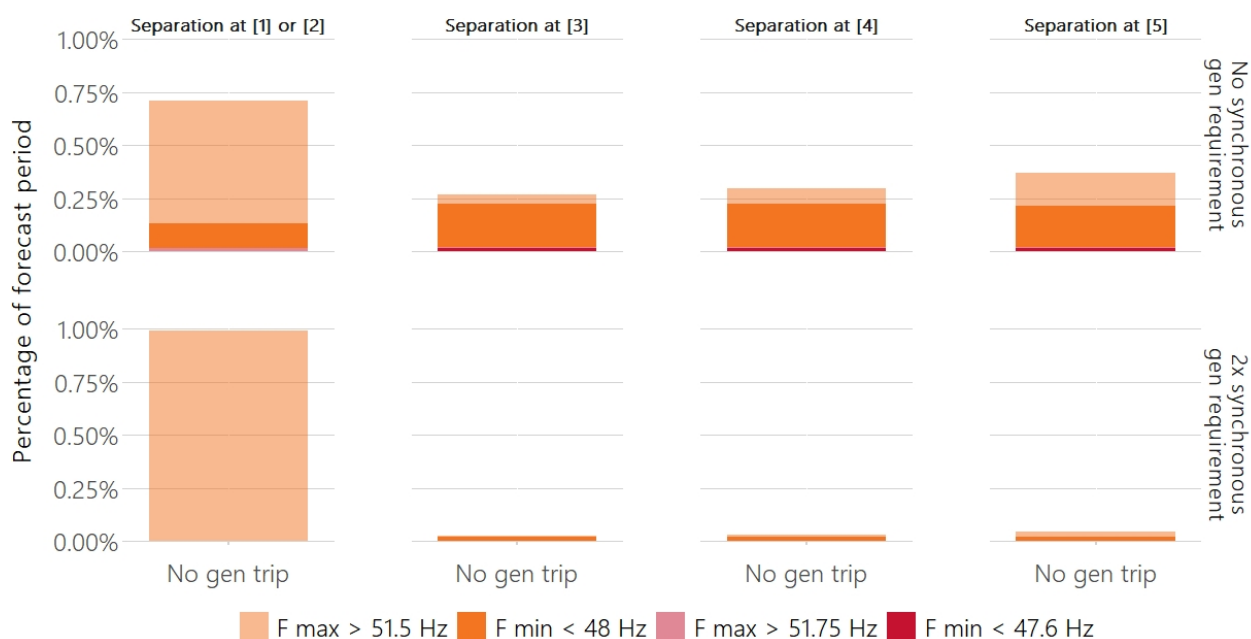 Separation at [1] or [2]
Separation at [3]
Separation at [4]
Separation at [5]
Percentage of forecast period
1.00%
0.75%
0.50%
0.25%
0.00%
No synchronous
gen requirement
1.00%
0.75%
0.50%
0.25%
0.00%
2x synchronous
gen requirement
No gen trip
No gen trip
No gen trip
No gen trip
F max > 51.5 Hz
F min < 48 Hz
F max > 51.75 Hz
F min < 47.6 Hz